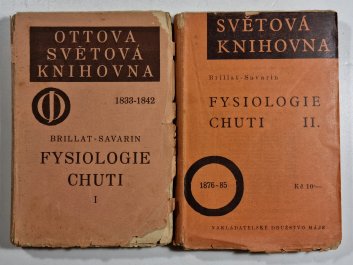 OTTOVA
SVĚTOVÁ
KNIHOVNA
1833-1842
BRILLAT-SAVARIN
FYSIOLOGIE
CHUTI
I
SVĚTOVÁ
KNIHOVNA
Brillat-Savarin
FYSIOLOGIE
CHUTI II.
1876-85
Kč 10·—
NAKLADATELSKÉ DRUŽSTVO MÁJE